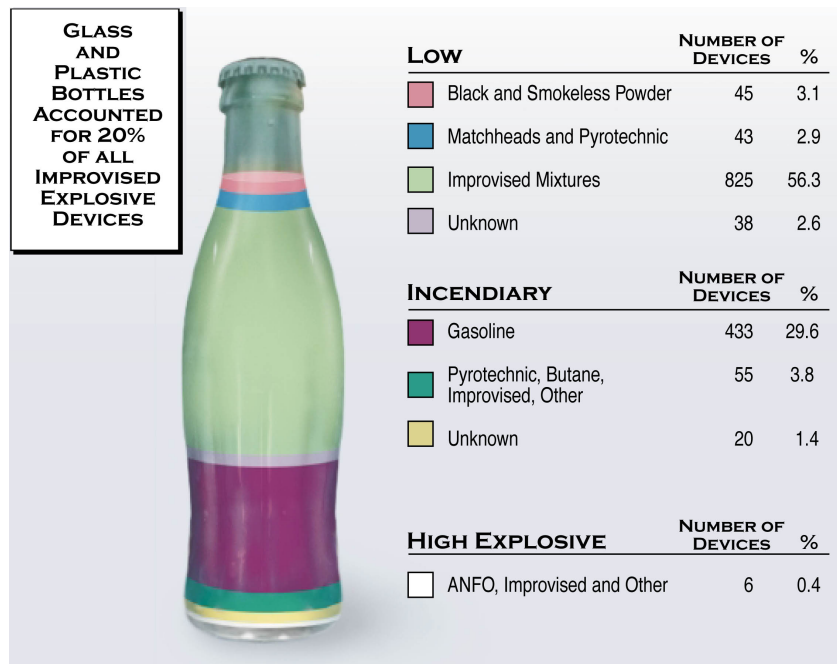 GLASS
AND
PLASTIC
BOTTLES
ACCOUNTED
FOR 20%
OF ALL
IMPROVISED
EXPLOSIVE
DEVICES
LOW NUMBER OF DEVICES %
Black and Smokeless Powder 45 3.1
Matchheads and Pyrotechnic 43 2.9
Improvised Mixtures 825 56.3
Unknown 38 2.6
INCENDIARY NUMBER OF DEVICES %
Gasoline 433 29.6
Pyrotechnic, Butane, 55 3.8
Improvised, Other
Unknown 20 1.4
HIGH EXPLOSIVE NUMBER OF DEVICES %
ANFO, Improvised and Other 6 0.4